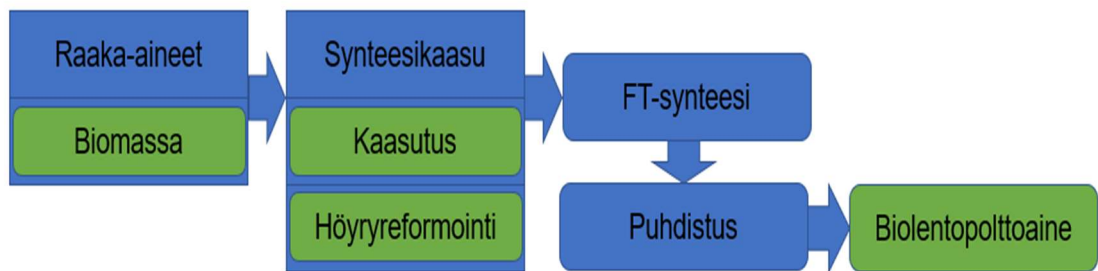 Raaka-aineet
Biomassa
Synteesikaasu
Kaasutus
Höyryreformointi
FT-synteesi
Puhdistus
Biolentopolttoaine